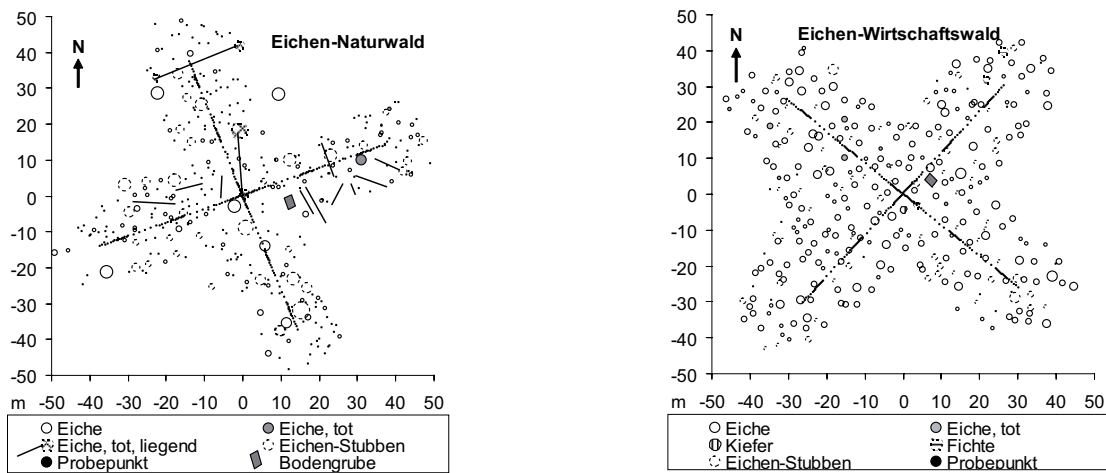 Eichen-Naturwald
N
50
40
30
20
10
0
-10
-20
-30
-40
-50
m -50 -40 -30 -20 -10 0 10 20 30 40 50
Eiche Eiche, tot
Eiche, tot, liegend Eichen-Stubben
Probepunkt Bodengrube
Eichen-Wirtschaftswald
N
50
40
30
20
10
0
-10
-20
-30
-40
-50
m -50 -40 -30 -20 -10 0 10 20 30 40 50
Eiche Eiche, tot
Kiefer Fichte
Eichen-Stubben Probepunkt